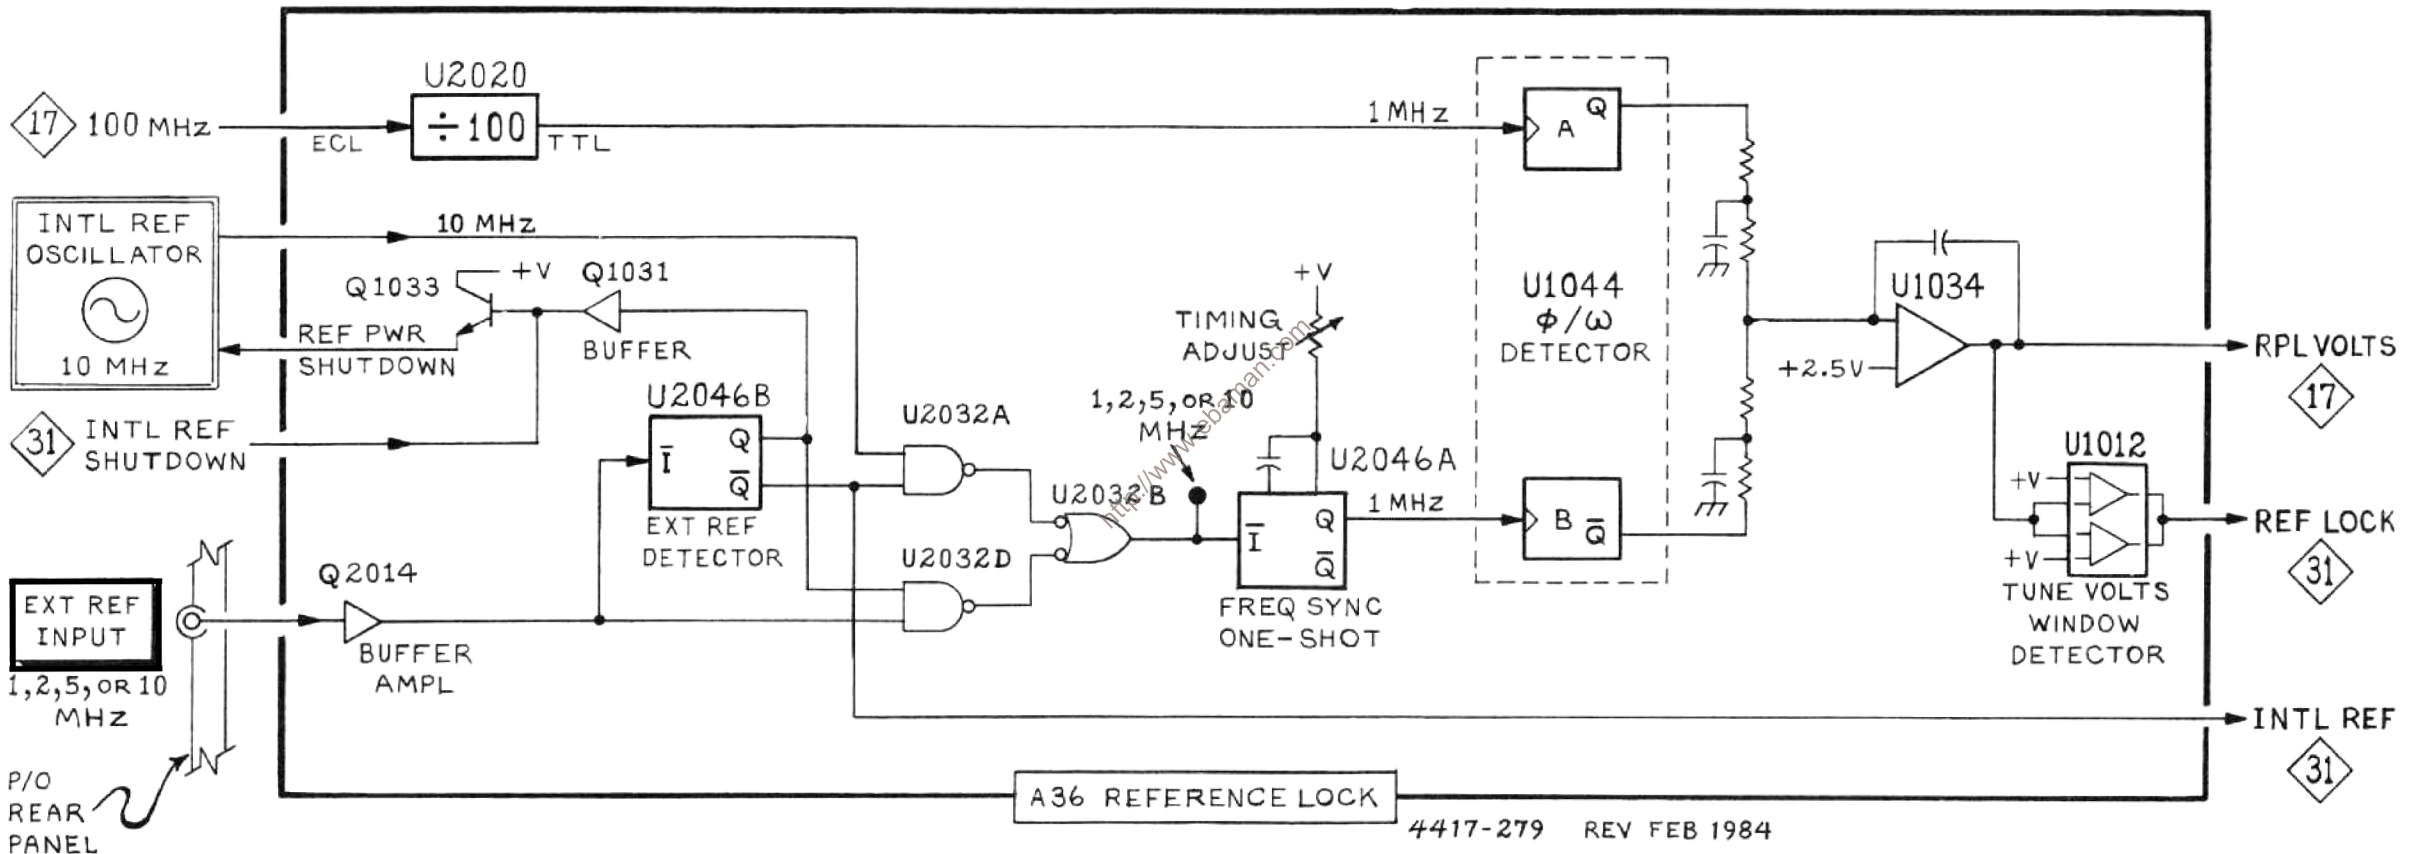 U2020
17
100 MHz
ECL
÷ 100
TTL
1 MHz
A
Q
INTL REF
OSCILLATOR
10 MHz
10 MHz
Q1033
+V
Q1031
BUFFER
REF PWR
SHUTDOWN
31
INTL REF
SHUTDOWN
U2046B
I
Q
Q
EXT REF
DETECTOR
U2032A
U2032D
U2032B
+V
TIMING
ADJUST
1,2,5, OR 10
MHz
http://www.ebaman.com
U2046A
I
Q
Q
1 MHz
FREQ SYNC
ONE-SHOT
U1044
ϕ/ω
DETECTOR
B
Q
U1034
+2.5V
RPL VOLTS
17
U1012
+V
+V
TUNE VOLTS
WINDOW
DETECTOR
REF LOCK
31
EXT REF
INPUT
1,2,5, OR 10
MHz
Q2014
BUFFER
AMPL
INTL REF
31
P/O
REAR
PANEL
A36 REFERENCE LOCK
4417-279 REV FEB 1984